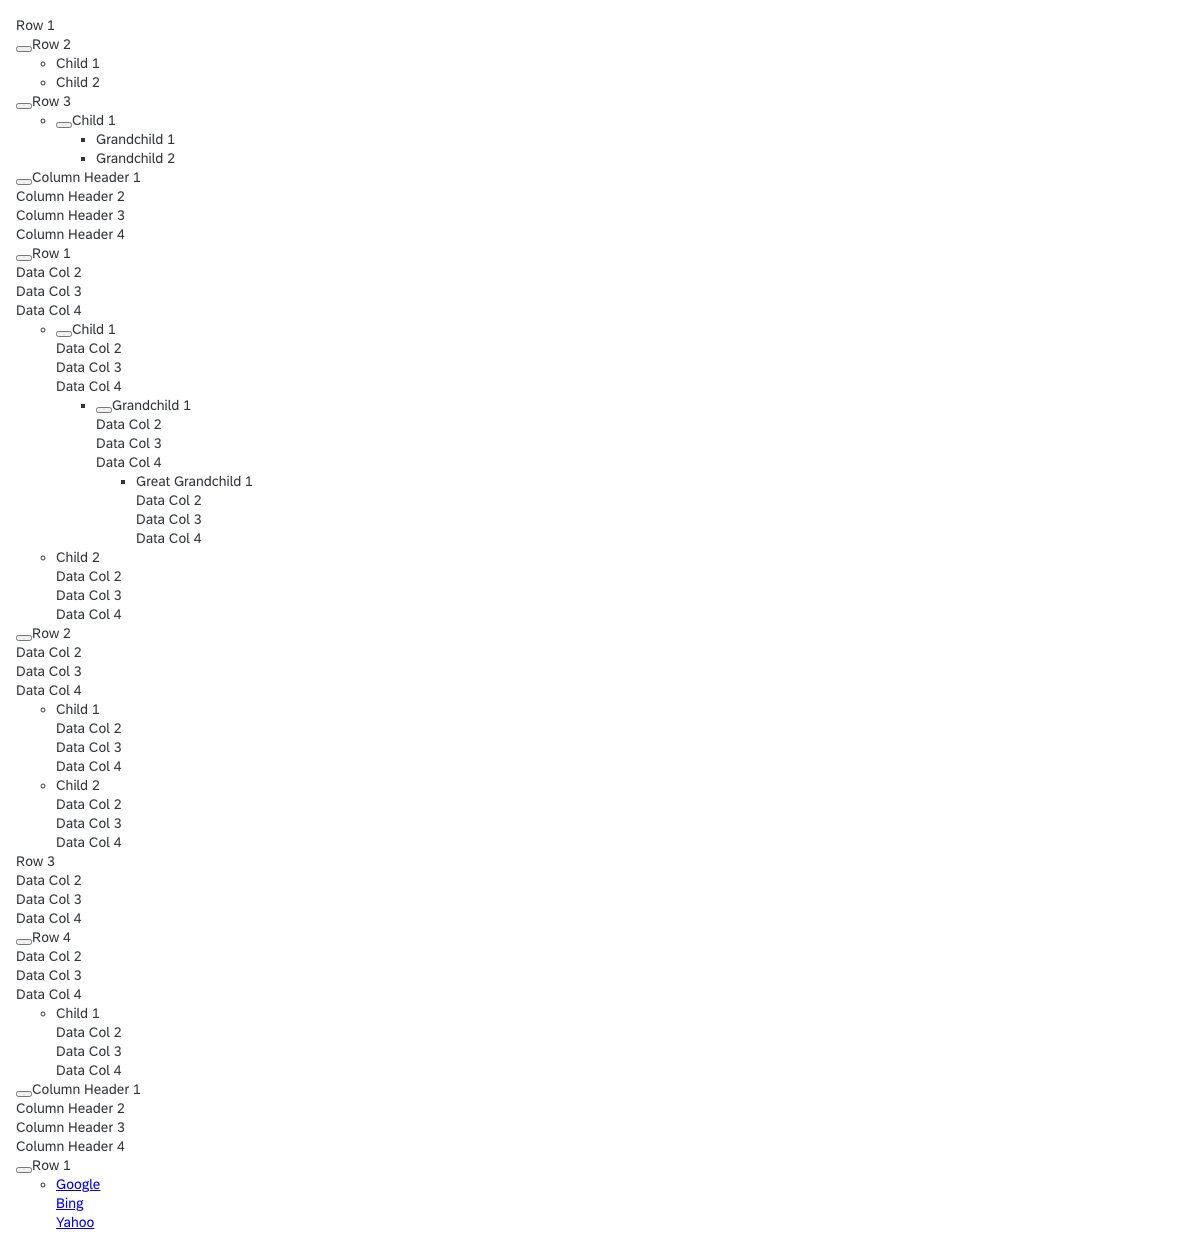 Row 1
Row 2
Child 1
Child 2
Row 3
Child 1
Grandchild 1
Grandchild 2
Column Header 1
Column Header 2
Column Header 3
Column Header 4
Row 1
Data Col 2
Data Col 3
Data Col 4
Child 1
Data Col 2
Data Col 3
Data Col 4
Grandchild 1
Data Col 2
Data Col 3
Data Col 4
Great Grandchild 1
Data Col 2
Data Col 3
Data Col 4
Child 2
Data Col 2
Data Col 3
Data Col 4
Row 2
Data Col 2
Data Col 3
Data Col 4
Child 1
Data Col 2
Data Col 3
Data Col 4
Child 2
Data Col 2
Data Col 3
Data Col 4
Row 3
Data Col 2
Data Col 3
Data Col 4
Row 4
Data Col 2
Data Col 3
Data Col 4
Child 1
Data Col 2
Data Col 3
Data Col 4
Column Header 1
Column Header 2
Column Header 3
Column Header 4
Row 1
Google
Bing
Yahoo